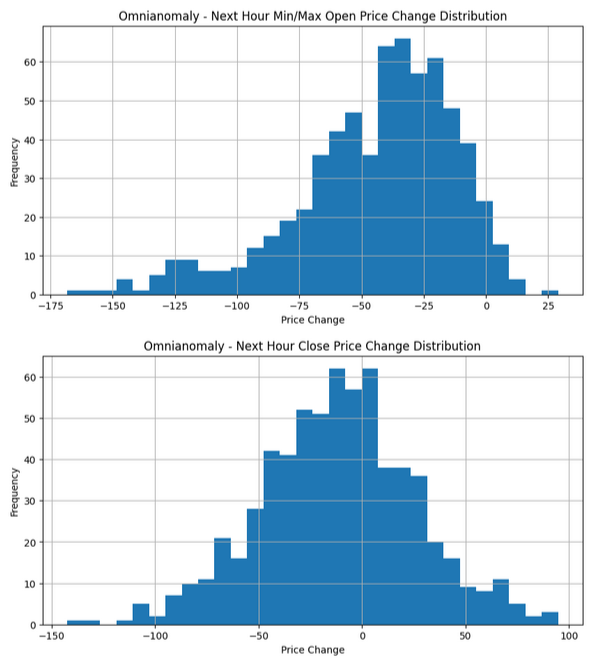 Omnianomaly - Next Hour Min/Max Open Price Change Distribution
60
50
40
30
20
10
0
Frequency
−175 −150 −125 −100 −75 −50 −25 0 25
Price Change
Omnianomaly - Next Hour Close Price Change Distribution
60
50
40
30
20
10
0
Frequency
−150 −100 −50 0 50 100
Price Change